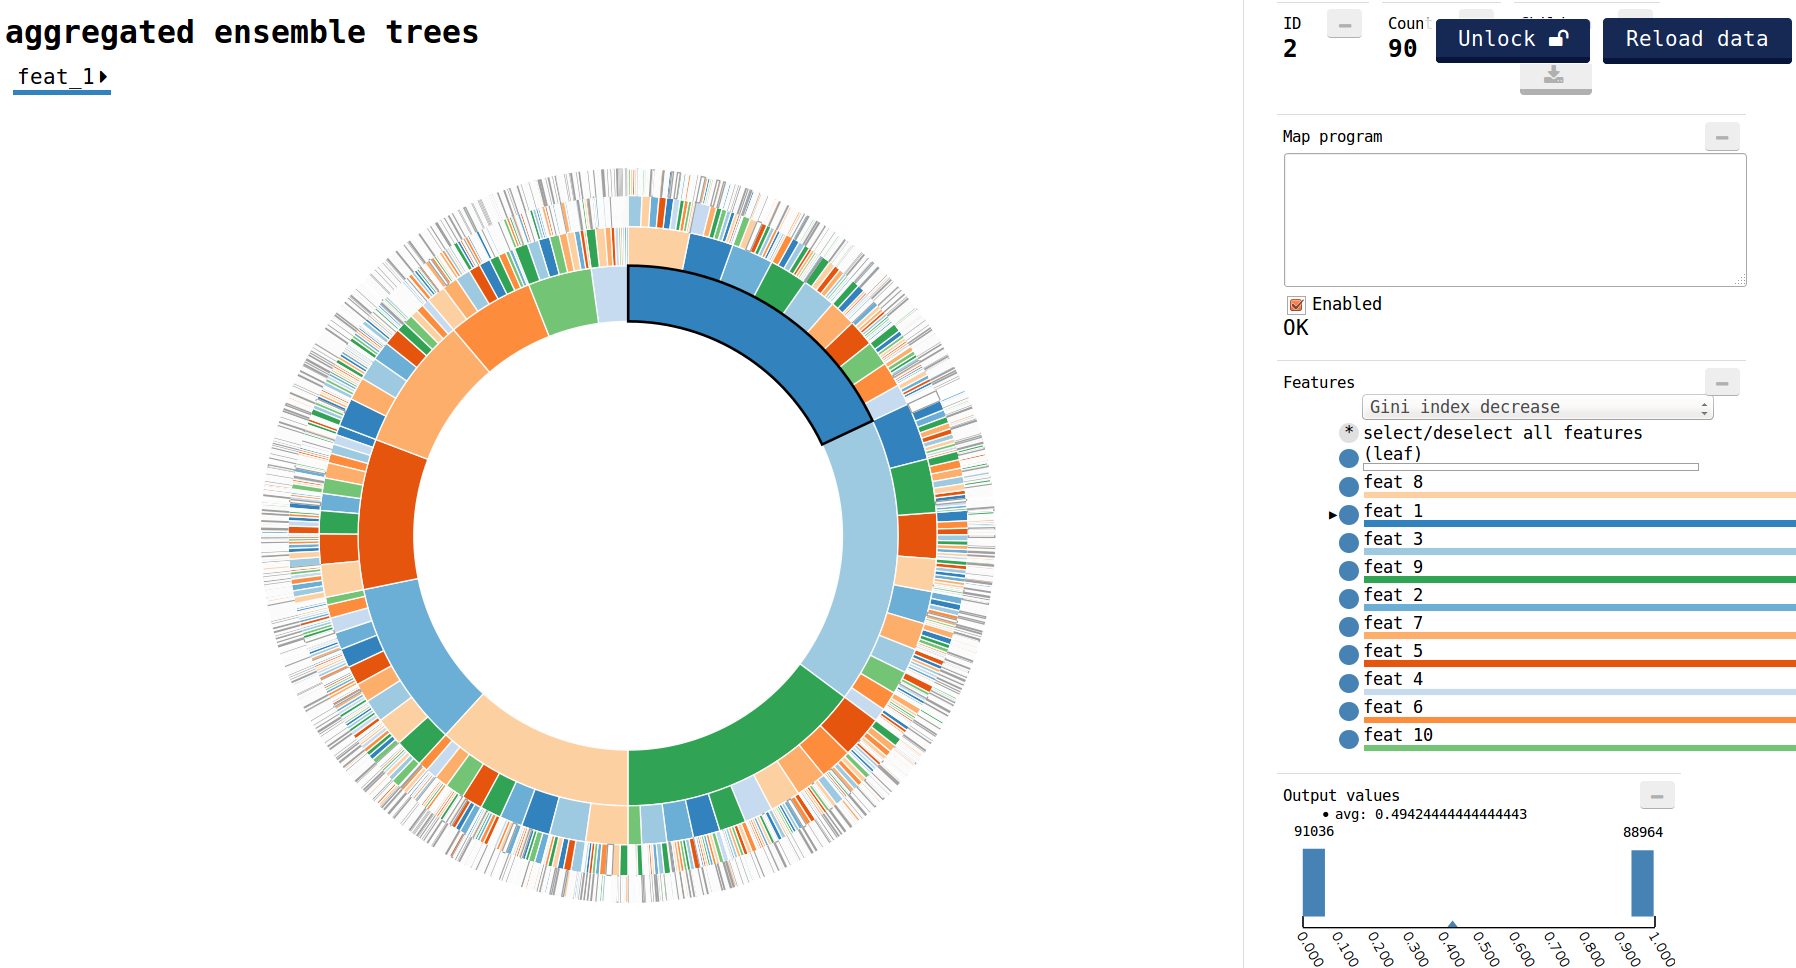 aggregated ensemble trees
feat_1
ID
2
Count
90
Unlock
Reload data
Map program
Enabled
OK
Features
Gini index decrease
* select/deselect all features
(leaf)
feat 8
feat 1
feat 3
feat 9
feat 2
feat 7
feat 5
feat 4
feat 6
feat 10
Output values
• avg: 0.49424444444444443
91036
88964
0.000 0.100 0.200 0.300 0.400 0.500 0.600 0.700 0.800 0.900 1.000